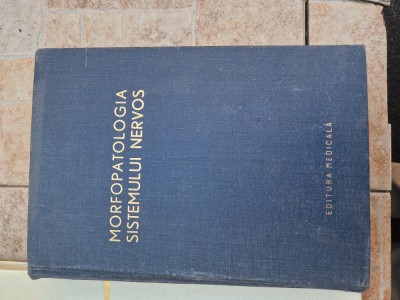 MORFOPATOLOGIA
SISTEMULUI NERVOS
EDITURA MEDICALĂ